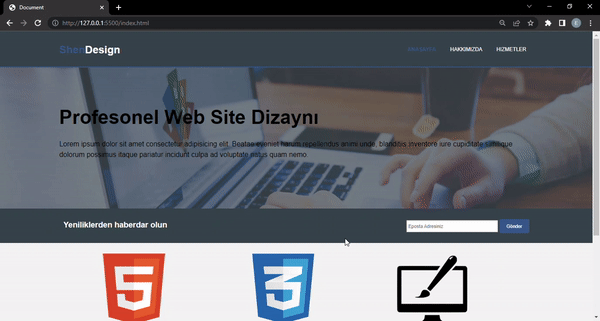 Document
http://127.0.0.1:5500/index.html
E
ShanDesign
ANASAYFA HAKKIMIZDA HIZMETLER
Profesonel Web Site Dizaynı
Lorem ipsum dolor sit amet consectetur adipisicing elit. Beatae eveniet harum repellendus animi unde, blanditiis inventore iure cupiditate similique
dolorum possimus itaque pariatur incidunt culpa ad voluptate natus quam nemo
Yeniliklerden haberdar olun
Eposta Adresiniz
Gönder
5
3